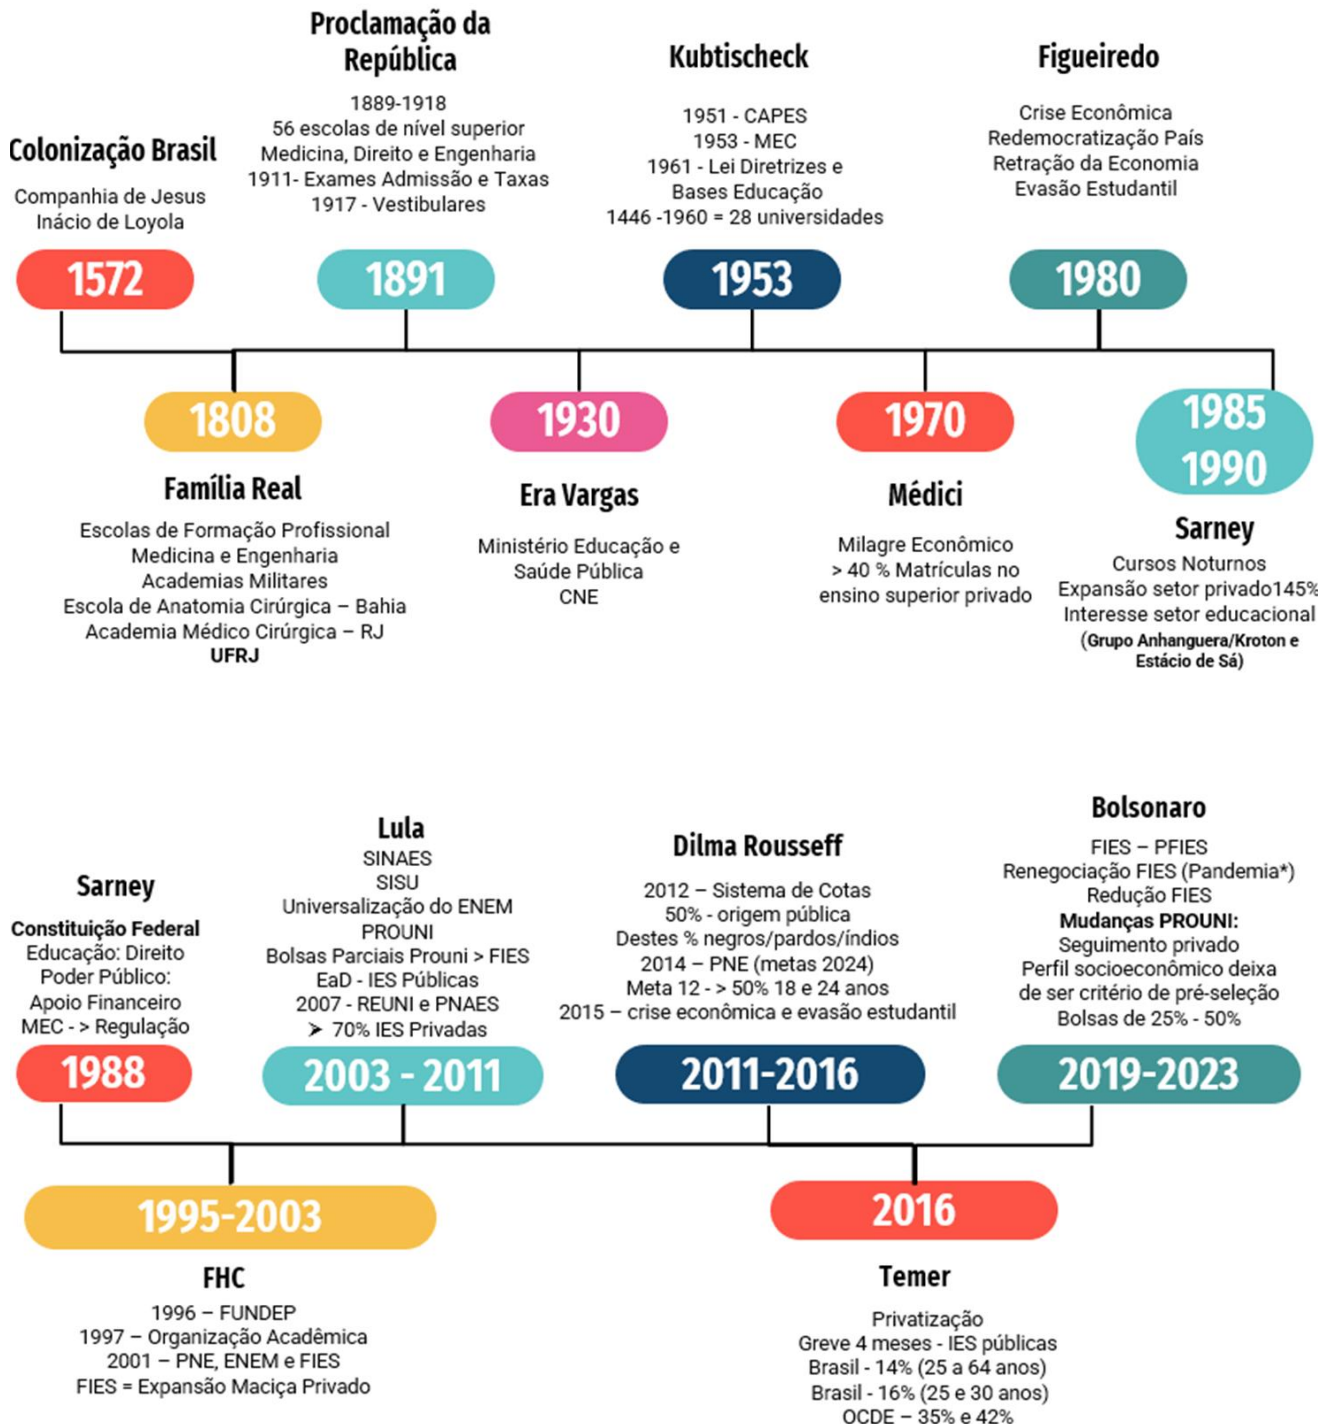 Colonização Brasil
Companhia de Jesus
Inácio de Loyola
1572
Proclamação da
República
1889-1918
56 escolas de nível superior
Medicina, Direito e Engenharia
1911- Exames Admissão e Taxas
1917 - Vestibulares
1891
Kubtischeck
1951 - CAPES
1953 - MEC
1961 - Lei Diretrizes e
Bases Educação
1446 -1960 = 28 universidades
1953
Figueiredo
Crise Econômica
Redemocratização País
Retração da Economia
Evasão Estudantil
1980
1808
Família Real
Escolas de Formação Profissional
Medicina e Engenharia
Academias Militares
Escola de Anatomia Cirúrgica – Bahia
Academia Médico Cirúrgica – RJ
UFRJ
1930
Era Vargas
Ministério Educação e
Saúde Pública
CNE
1970
Médici
Milagre Econômico
> 40 % Matrículas no
ensino superior privado
1985
1990
Sarney
Cursos Noturnos
Expansão setor privado145%
Interesse setor educacional
(Grupo Anhanguera/Kroton e
Estácio de Sá)
Sarney
Constituição Federal
Educação: Direito
Poder Público:
Apoio Financeiro
MEC - > Regulação
1988
Lula
SINAES
SISU
Universalização do ENEM
PROUNI
Bolsas Parciais Prouni > FIES
EaD - IES Públicas
2007 - REUNI e PNAES
➤ 70% IES Privadas
2003 - 2011
Dilma Rousseff
2012 – Sistema de Cotas
50% - origem pública
Destes % negros/pardos/índios
2014 – PNE (metas 2024)
Meta 12 - > 50% 18 e 24 anos
2015 – crise econômica e evasão estudantil
2011-2016
Bolsonaro
FIES – PFIES
Renegociação FIES (Pandemia*)
Redução FIES
Mudanças PROUNI:
Seguimento privado
Perfil socioeconômico deixa
de ser critério de pré-seleção
Bolsas de 25% - 50%
2019-2023
1995-2003
FHC
1996 – FUNDEP
1997 – Organização Acadêmica
2001 – PNE, ENEM e FIES
FIES = Expansão Maciça Privado
2016
Temer
Privatização
Greve 4 meses - IES públicas
Brasil - 14% (25 a 64 anos)
Brasil - 16% (25 e 30 anos)
OCDE – 35% e 42%